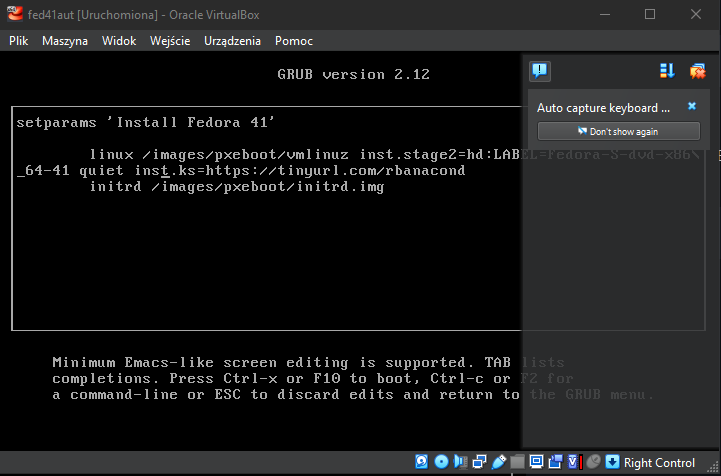 fed41aut [Uruchomiona] - Oracle VirtualBox
Plik Maszyna Widok Wejście Urządzenia Pomoc
GRUB version 2.12
Auto capture keyboard ...
Don't show again
setparams 'Install Fedora 41'
linux /images/pxeboot/vmlinuz inst.stage2=hd:LABEL=Fedora-S-dvd-x86\
_64-41 quiet inst.ks=https://tinyurl.com/rbanacond
initrd /images/pxeboot/initrd.img
Minimum Emacs-like screen editing is supported. TAB lists
completions. Press Ctrl-x or F10 to boot, Ctrl-c or F2 for
a command-line or ESC to discard edits and return to the GRUB menu.
Right Control